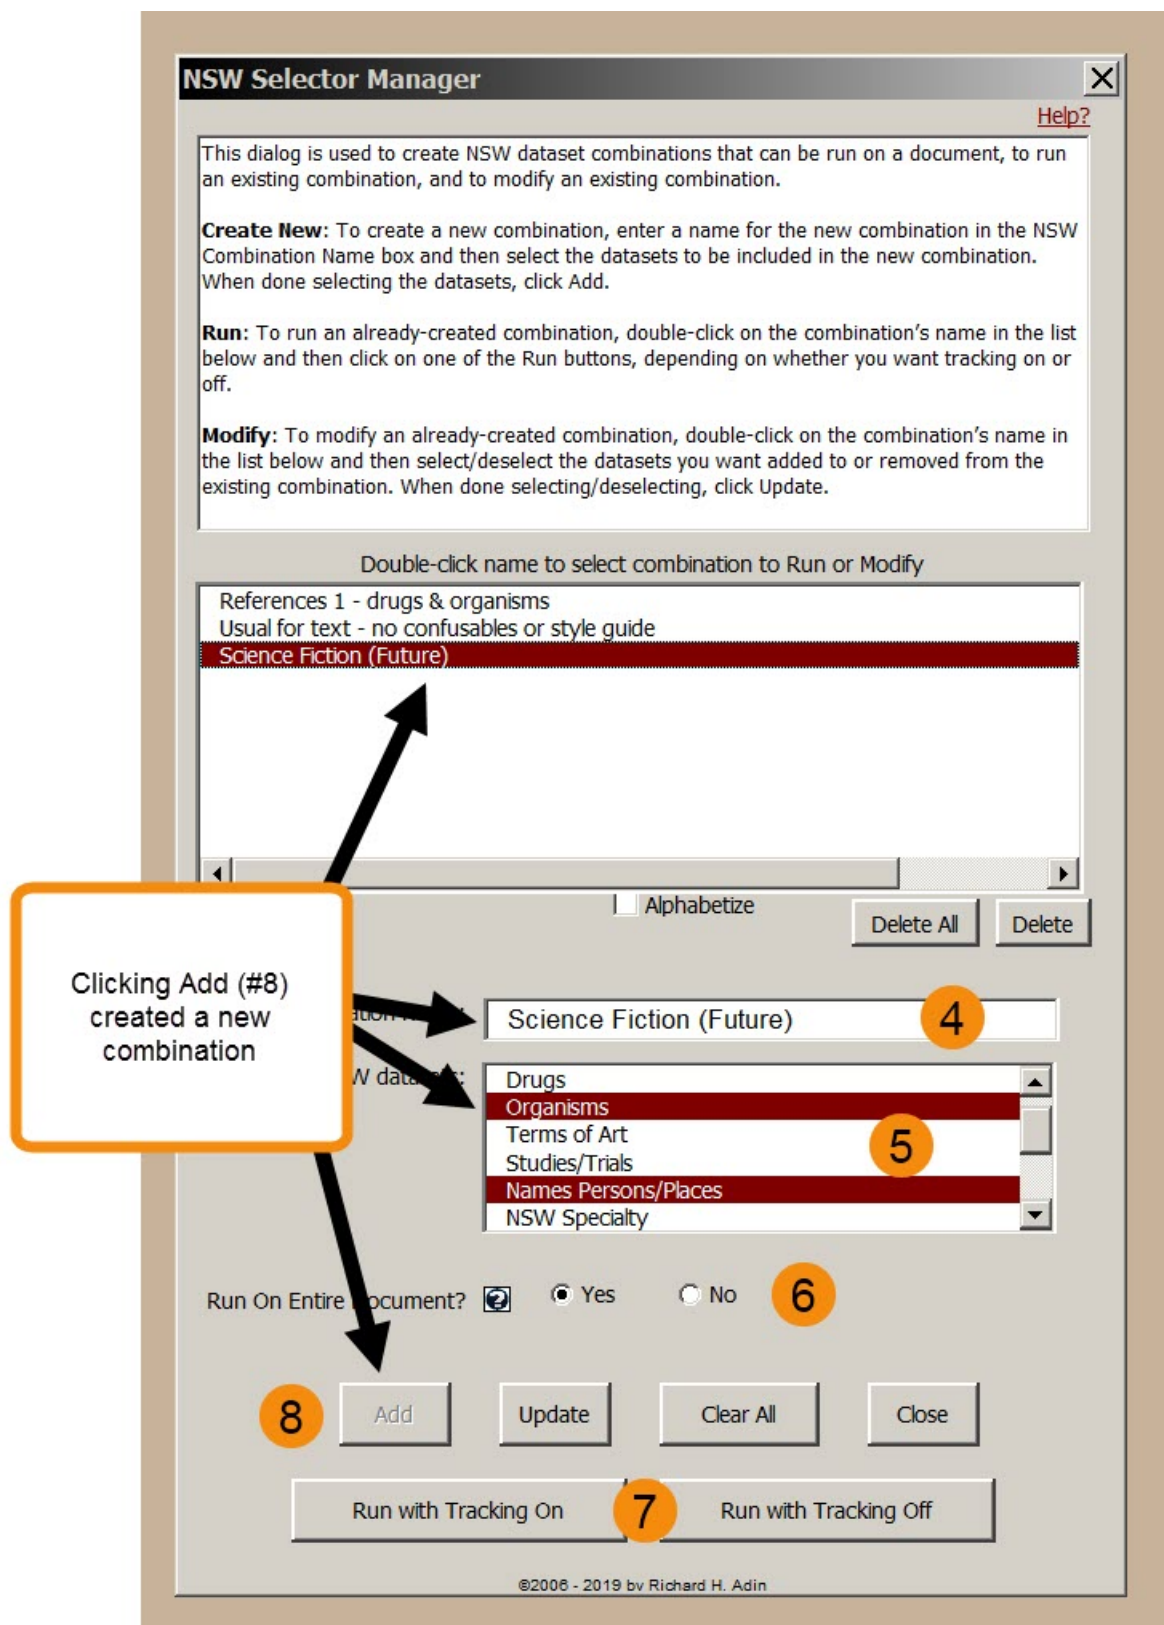 NSW Selector Manager
Help?
This dialog is used to create NSW dataset combinations that can be run on a document, to run
an existing combination, and to modify an existing combination.
Create New: To create a new combination, enter a name for the new combination in the NSW
Combination Name box and then select the datasets to be included in the new combination.
When done selecting the datasets, click Add.
Run: To run an already-created combination, double-click on the combination's name in the list
below and then click on one of the Run buttons, depending on whether you want tracking on or
off.
Modify: To modify an already-created combination, double-click on the combination's name in
the list below and then select/deselect the datasets you want added to or removed from the
existing combination. When done selecting/deselecting, click Update.
Double-click name to select combination to Run or Modify
References 1 - drugs & organisms
Usual for text - no confusables or style guide
Science Fiction (Future)
Alphabetize
Delete All Delete
Clicking Add (#8)
created a new
combination
Science Fiction (Future) 4
Drugs
Organisms
Terms of Art
5
Studies/Trials
Names Persons/Places
NSW Specialty
Run On Entire Document? Yes No 6
8 Add Update Clear All Close
Run with Tracking On 7 Run with Tracking Off
©2006 - 2019 by Richard H. Adin